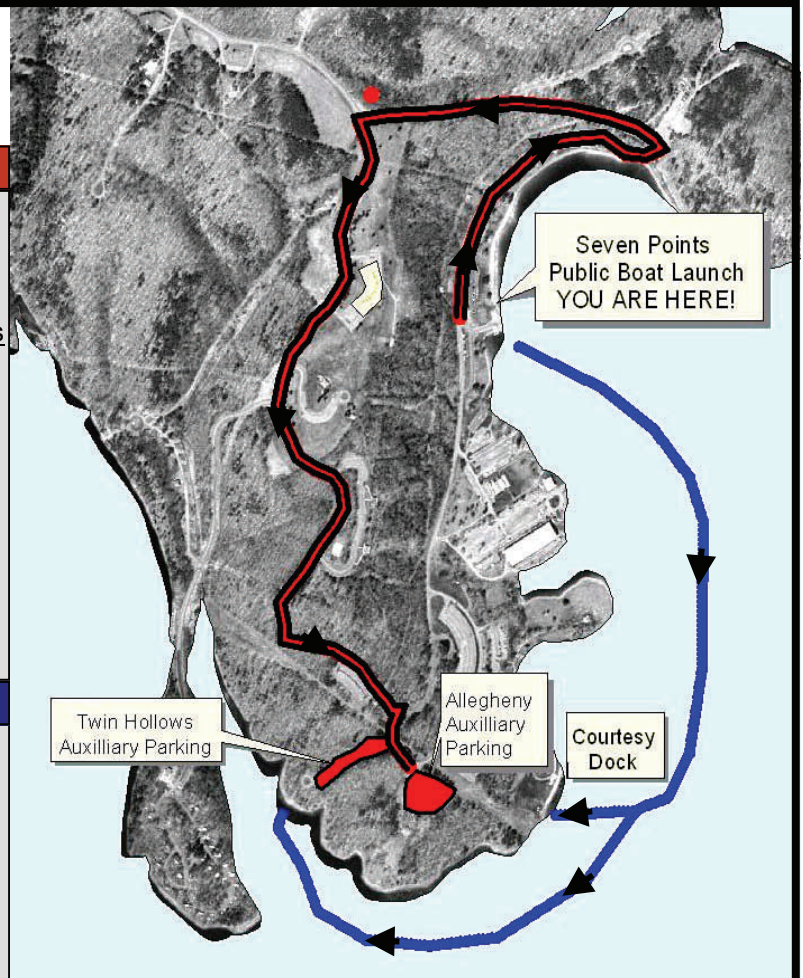 s
Seven Points
Public Boat Launch
YOU ARE HERE!
Twin Hollows
Auxilliary Parking
Allegheny
Auxilliary
Parking
Courtesy
Dock